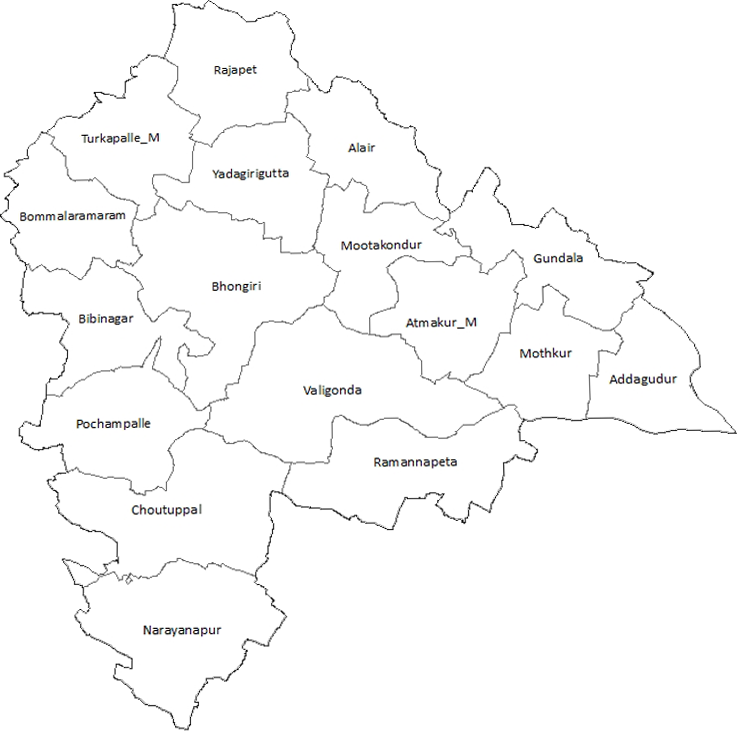 Rajapet
Turkapalle_M
Alair
Yadagirigutta
Bommalaramaram
Mootakondur
Gundala
Bhongiri
Bibinagar
Atmakur_M
Mothkur
Addagudur
Valigonda
Pochampalle
Ramannapeta
Choutuppal
Narayanapur